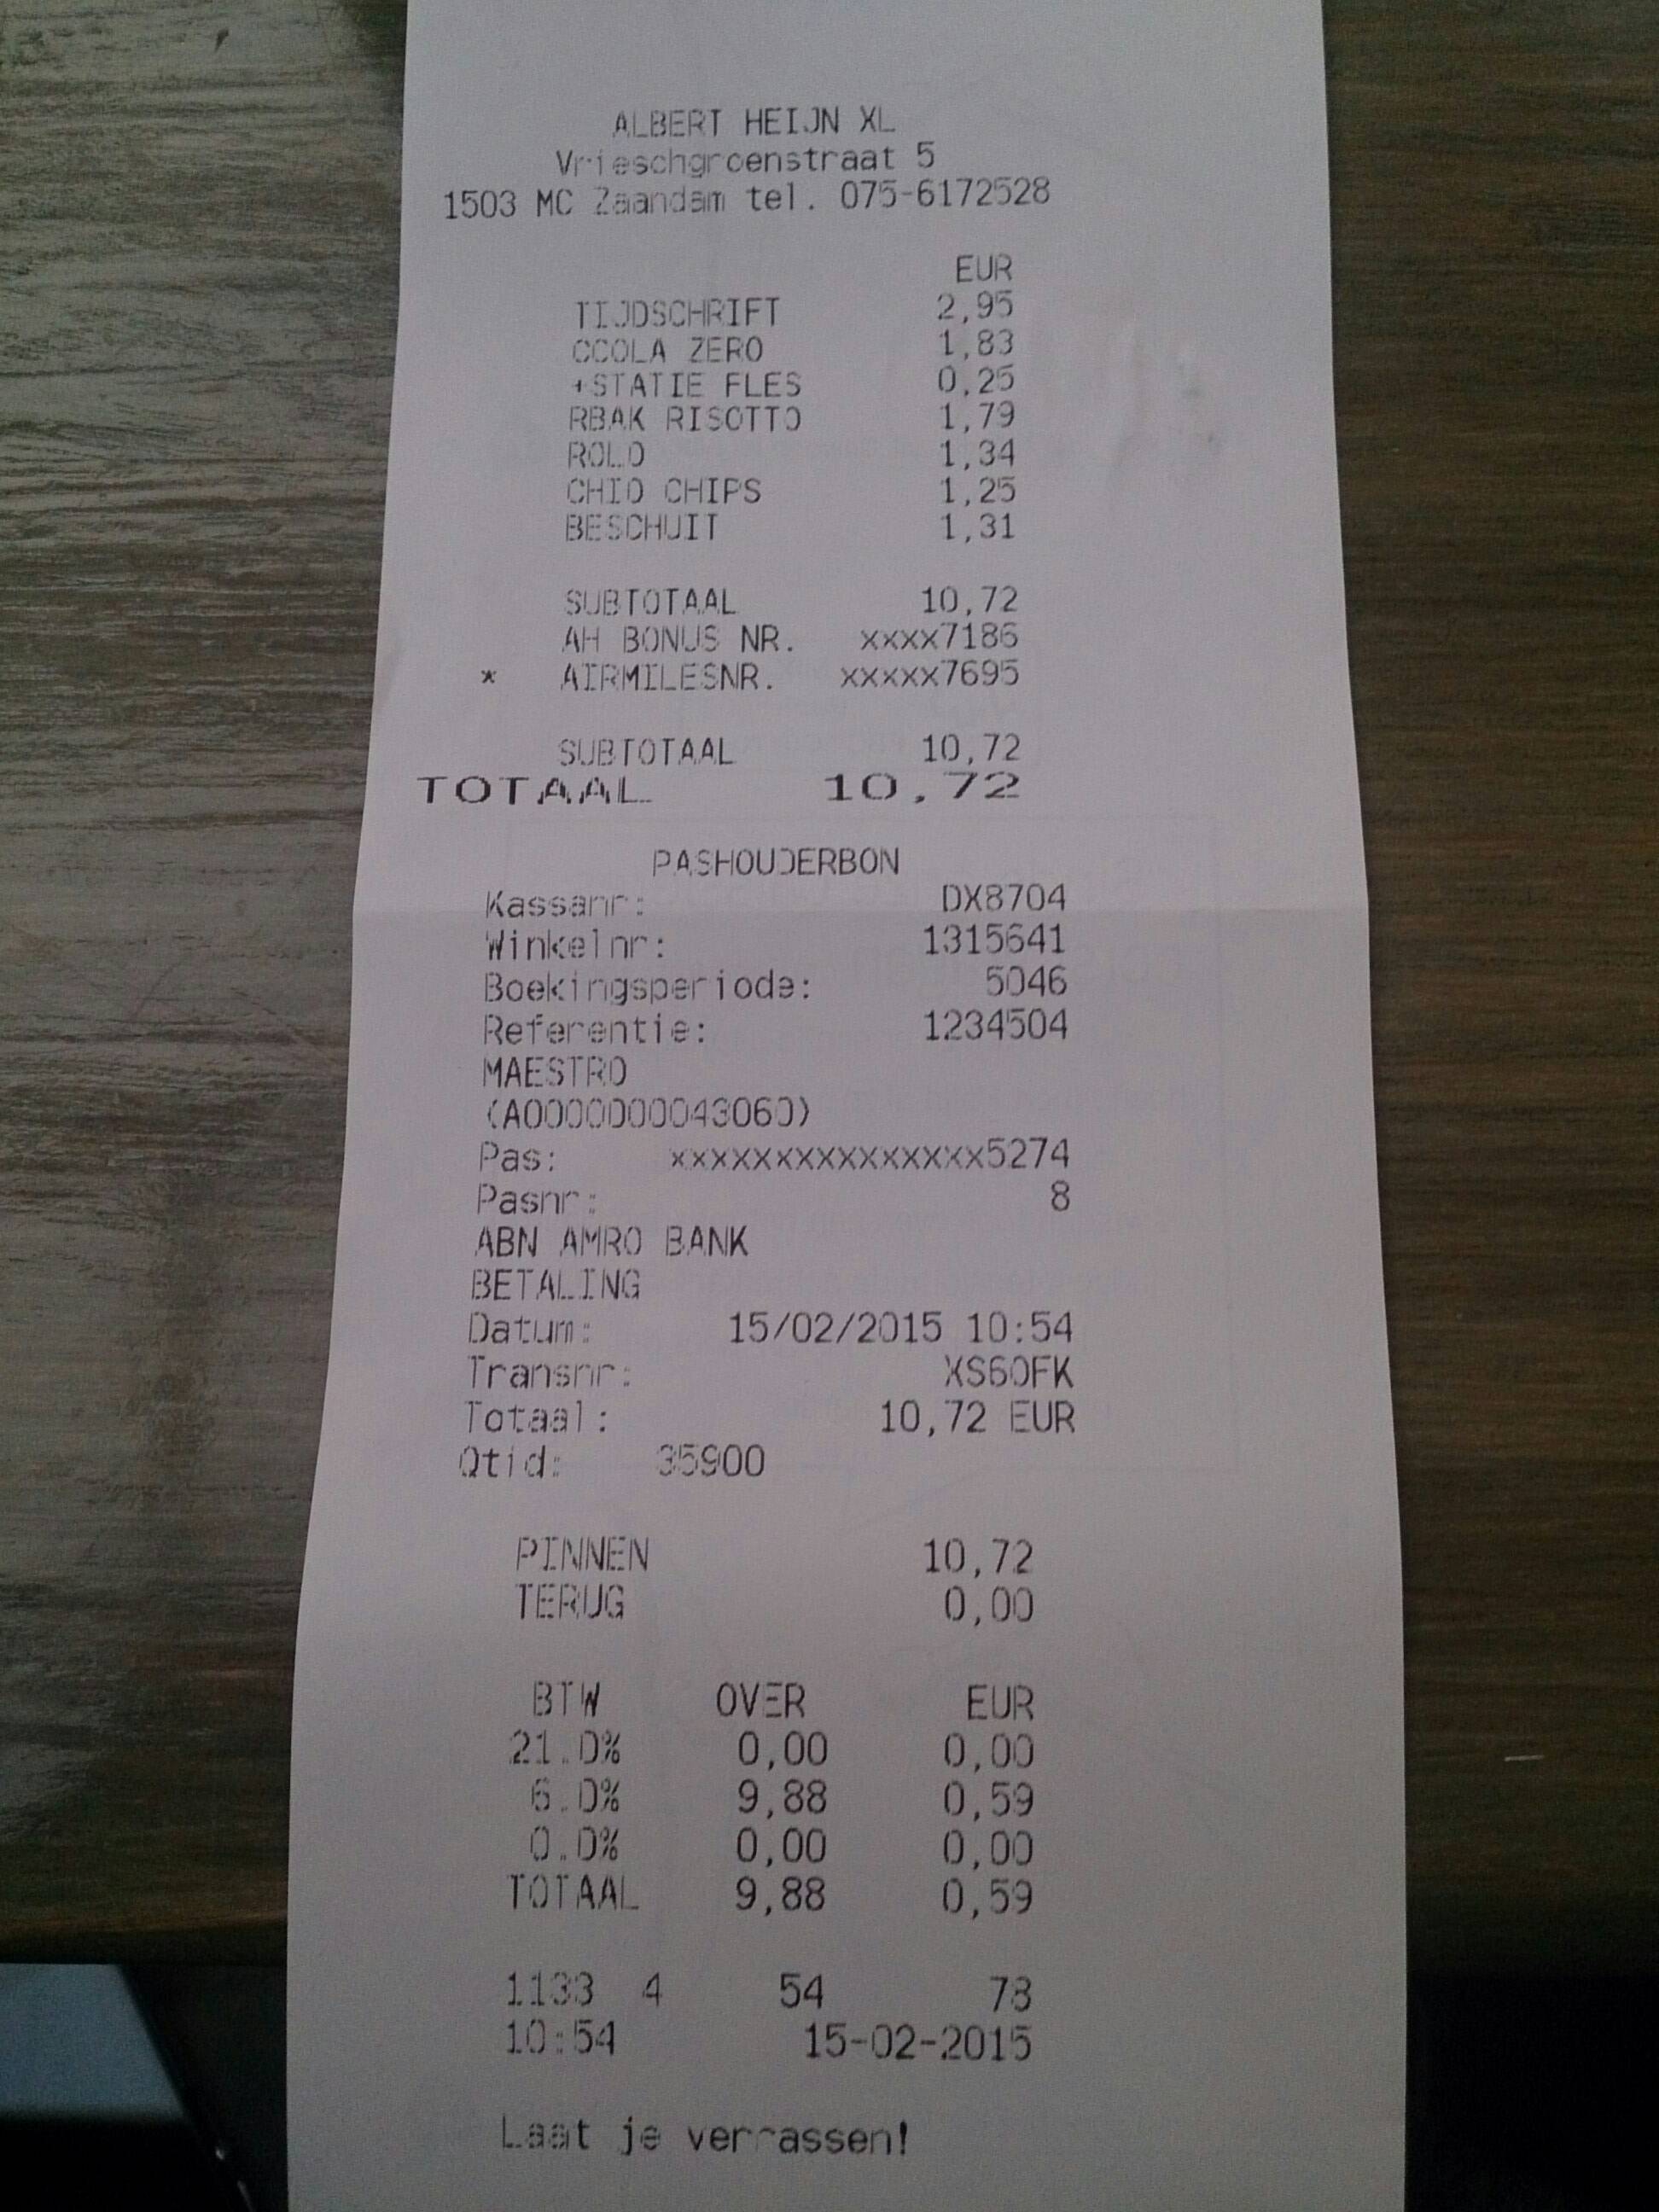 ALBERT HEIJN XL
Vrieschgroenstraat 5
1503 MC Zaandam tel. 075-6172528
EUR
TIJDSCHRIFT 2,95
CCOLA ZERO 1,83
+STATIE FLES 0,25
RBAK RISOTTO 1,79
ROLO 1,34
CHIO CHIPS 1,25
BESCHUIT 1,31
SUBTOTAAL 10,72
AH BONUS NR. xxxx7186
* AIRMILESNR. xxxxx7695
SUBTOTAAL 10,72
TOTAAL 10,72
PASHOUDERBON
Kassanr: DX8704
Winkelnr: 1315641
Boekingsperiode: 5046
Referentie: 1234504
MAESTRO
(A0000000043060)
Pas: xxxxxxxxxxxxxxx5274
Pasnr: 8
ABN AMRO BANK
BETALING
Datum: 15/02/2015 10:54
Transnr: XS60FK
Totaal: 10,72 EUR
Qtid: 35900
PINNEN 10,72
TERUG 0,00
BTW OVER EUR
21.0% 0,00 0,00
6.0% 9,88 0,59
0.0% 0,00 0,00
TOTAAL 9,88 0,59
1133 4 54 78
10:54 15-02-2015
Laat je verrassen!